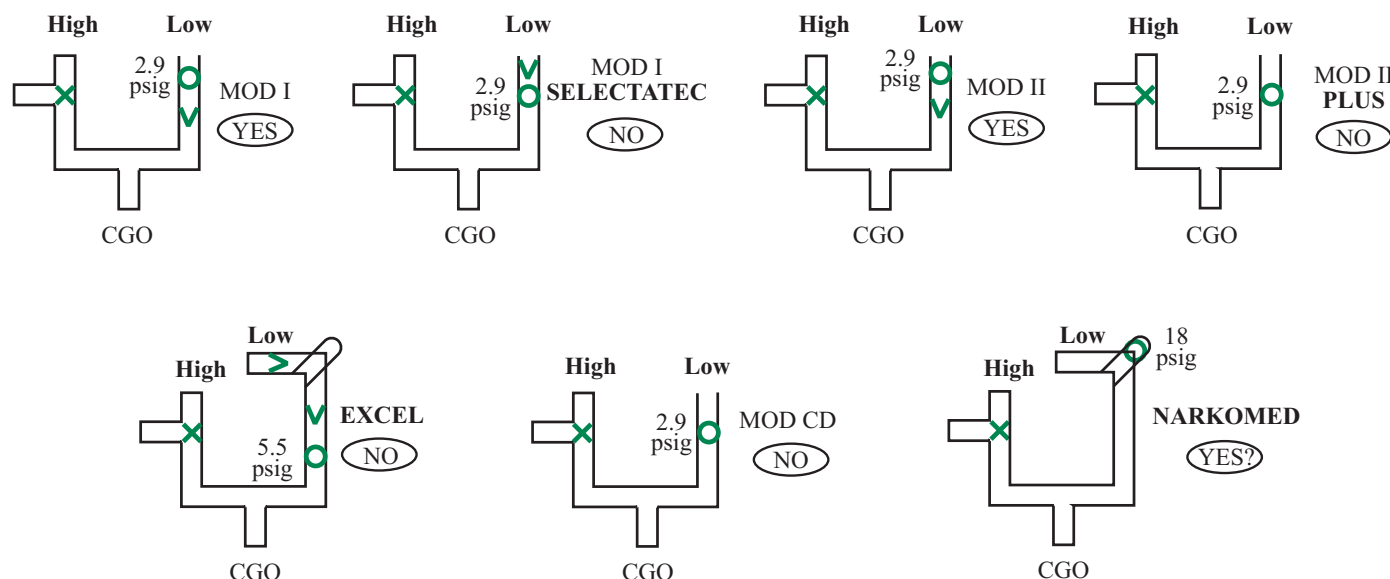 High Low
2.9
psig
MOD I
YES
CGO
High Low
2.9
psig
MOD I
SELECTATEC
NO
CGO
High Low
2.9
psig
MOD II
YES
CGO
High Low
2.9
psig
MOD II
PLUS
NO
CGO
Low
High
5.5
psig
EXCEL
NO
CGO
High Low
2.9
psig
MOD CD
NO
CGO
Low
18
psig
High
NARKOMED
YES?
CGO